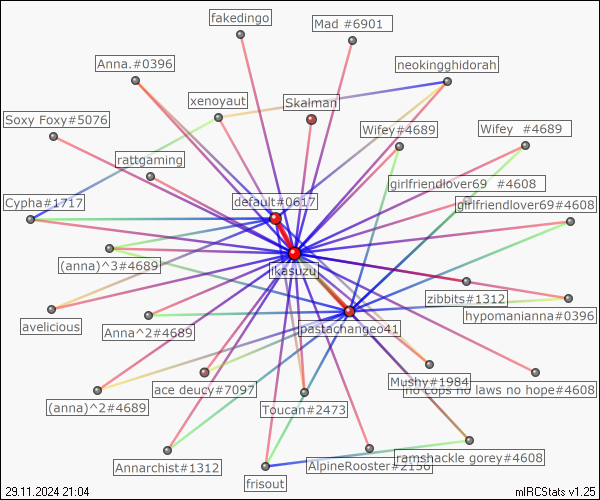 fakedingo
Mad #6901
Anna.#0396
neokingghidorah
xenoyaut
Skalman
Soxy Foxy#5076
Wifey#4689
Wifey #4689
rattgaming
girlfriendlover69 #4608
Cypha#1717
default#0617
girlfriendlover69#4608
(anna)^3#4689
ikasuzu
zibbits#1312
hypomanianna#0396
avelicious
Anna^2#4689
pastachangeo41
ace deucy#7097
Mushy#1984
no cops no laws no hope#4608
(anna)^2#4689
Toucan#2473
Annarchist#1312
AlpineRooster#2156
ramshackle gorey#4608
frisout
29.11.2024 21:04
mIRCStats v1.25